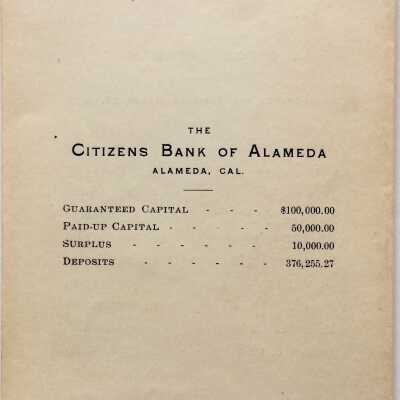 THE
CITIZENS BANK OF ALAMEDA
ALAMEDA, CAL.
GUARANTEED CAPITAL - - - $100,000.00
PAID-UP CAPITAL - - - - - 50,000.00
SURPLUS - - - - - - 10,000.00
DEPOSITS - - - - - - 376,255.27